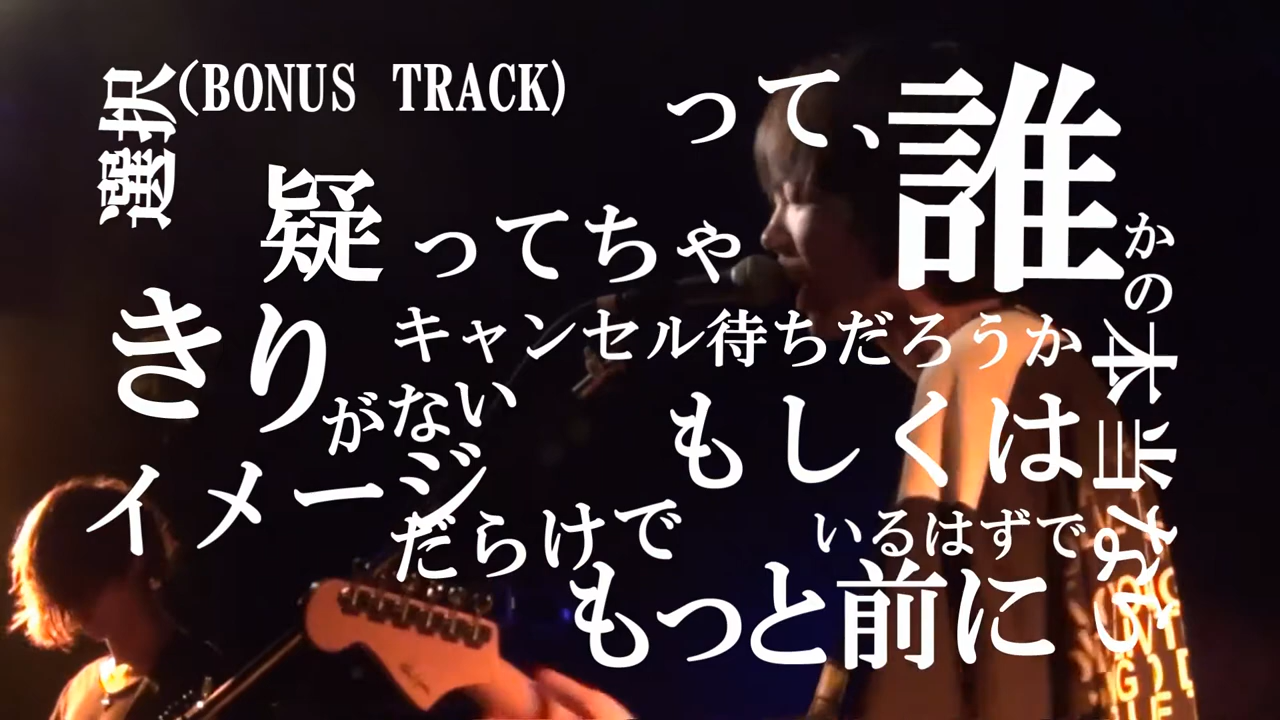 選択(BONUS TRACK)
疑ってちゃ
きりがない
イメージ
だらけで
って、誰かの本当なら
キャンセル待ちだろうか
もしくは
いるはずで
もっと前に